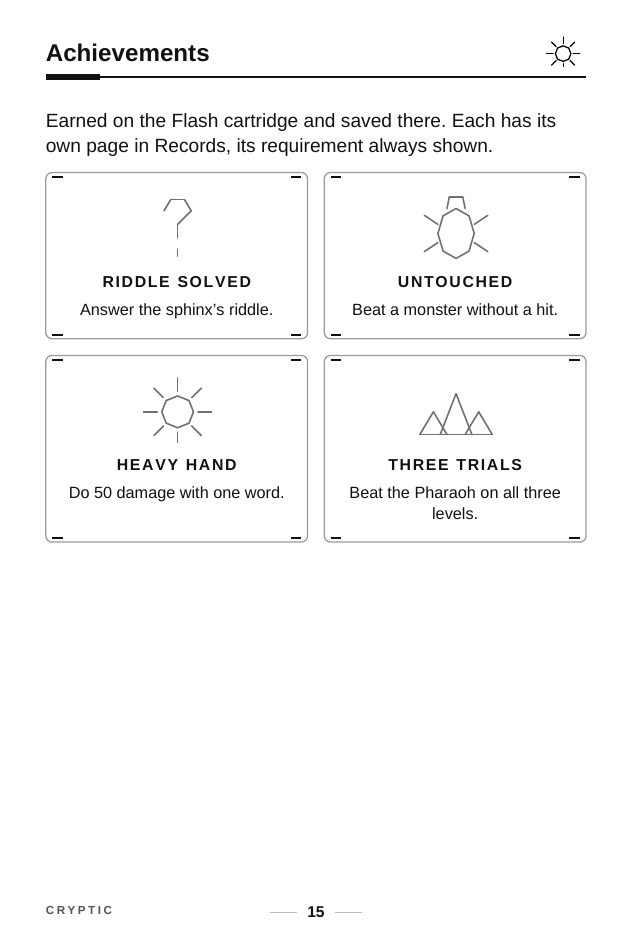 Achievements
Earned on the Flash cartridge and saved there. Each has its
own page in Records, its requirement always shown.
RIDDLE SOLVED
Answer the sphinx’s riddle.
UNTOUCHED
Beat a monster without a hit.
HEAVY HAND
Do 50 damage with one word.
THREE TRIALS
Beat the Pharaoh on all three
levels.
CRYPTIC
15